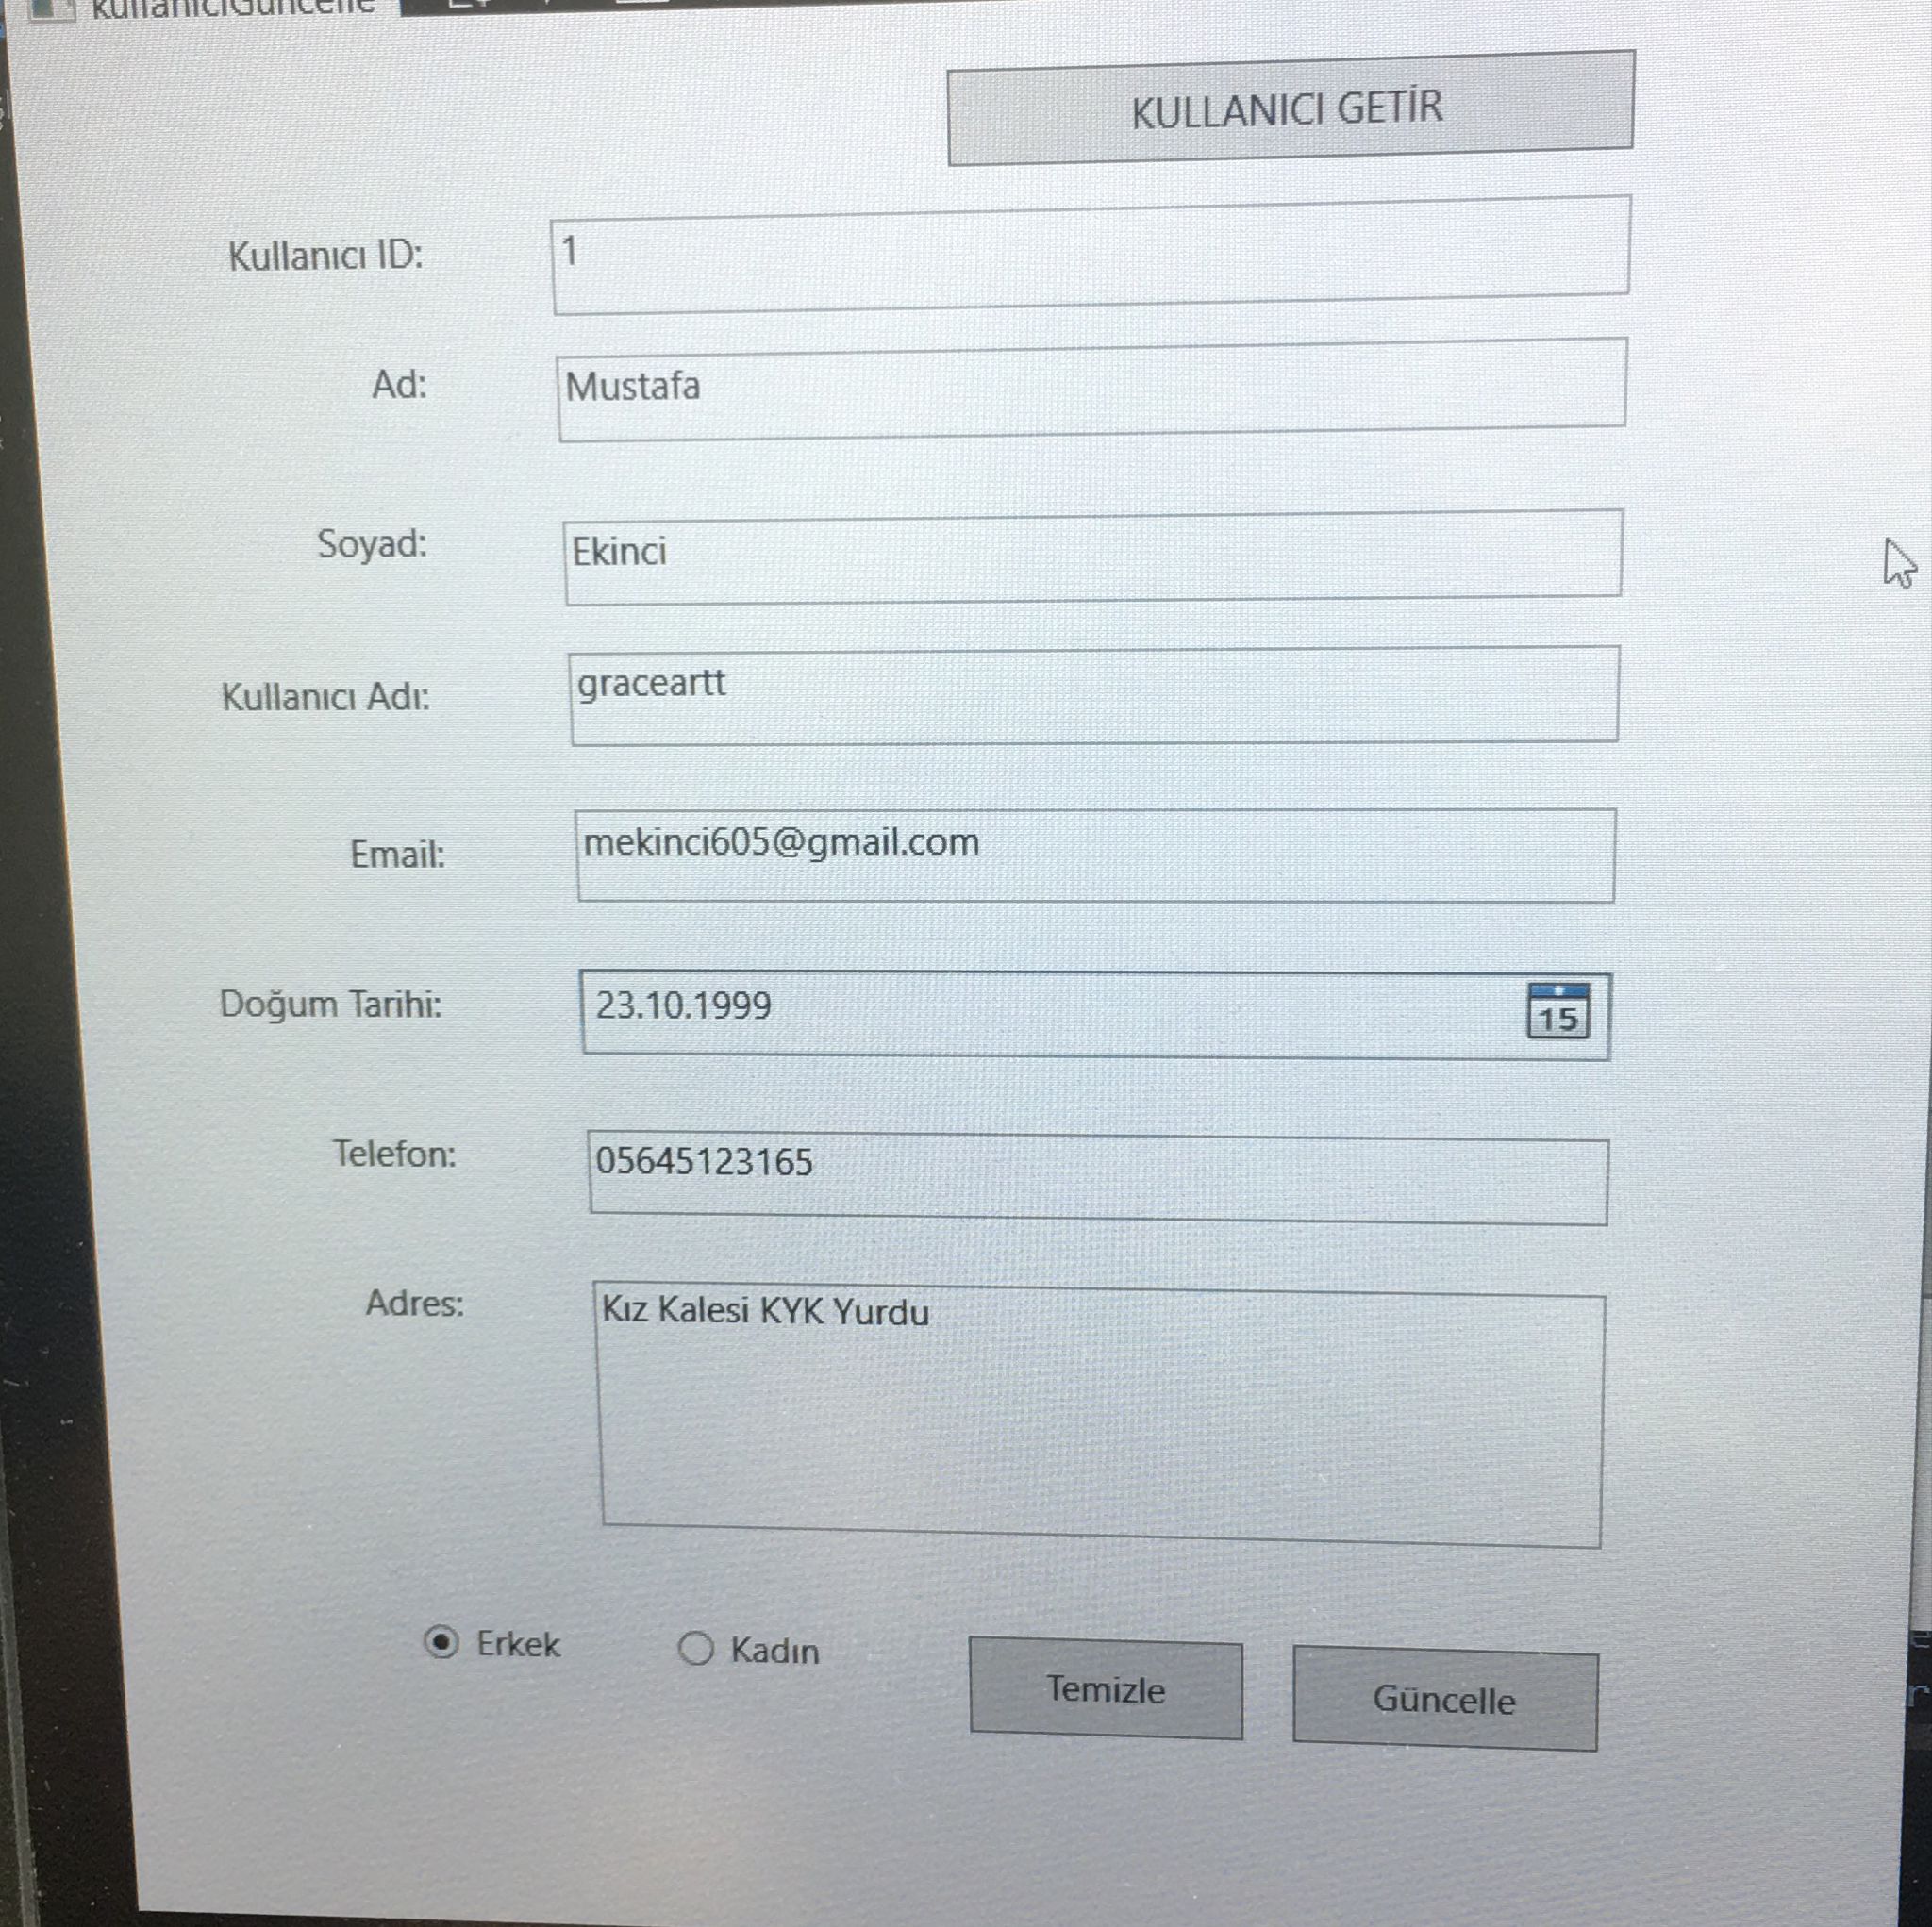 kullaniciGuncelle
KULLANICI GETİR
Kullanıcı ID: 1
Ad: Mustafa
Soyad: Ekinci
Kullanıcı Adı: graceartt
Email: mekinci605@gmail.com
Doğum Tarihi: 23.10.1999 15
Telefon: 05645123165
Adres: Kız Kalesi KYK Yurdu
Erkek Kadın Temizle Güncelle